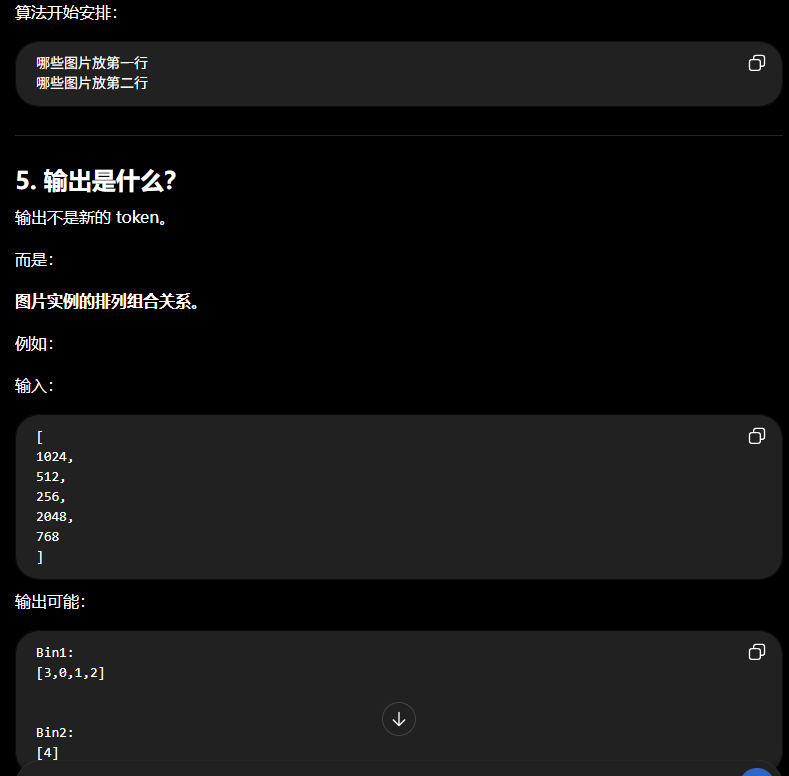 算法开始安排：
哪些图片放第一行
哪些图片放第二行
5. 输出是什么？
输出不是新的 token。
而是：
图片实例的排列组合关系。
例如：
输入：
[
1024,
512,
256,
2048,
768
]
输出可能：
Bin1:
[3,0,1,2]
Bin2:
[4]